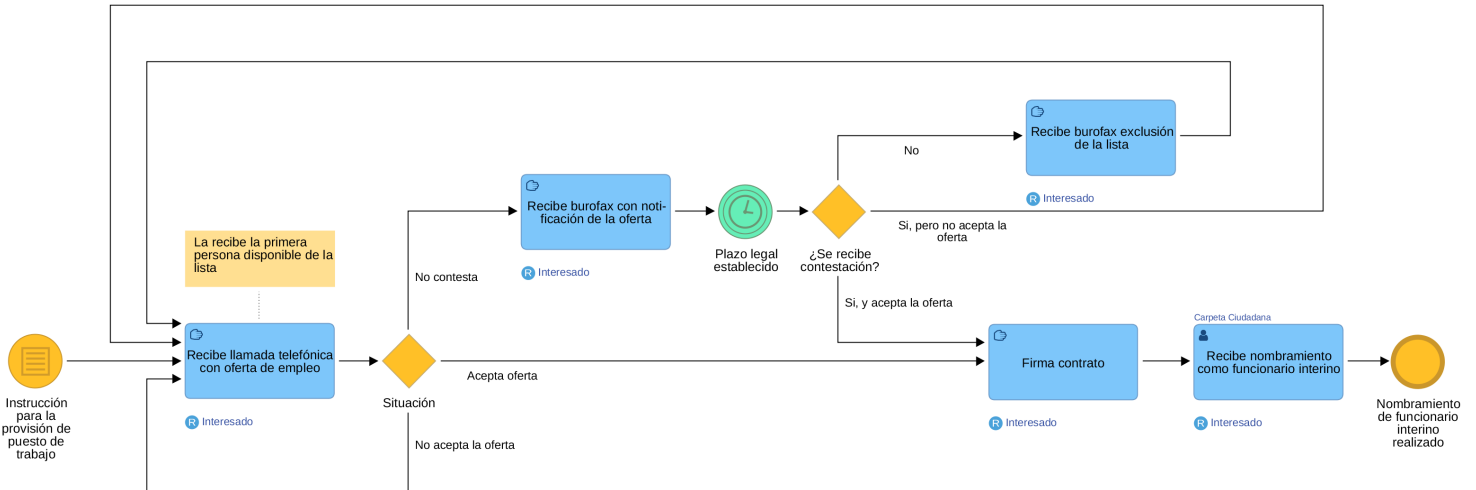 Recibe burofax exclusión
de la lista
No
R Interesado
Recibe burofax con noti-
ficación de la oferta
R Interesado
Plazo legal
establecido
¿Se recibe
contestación?
Si, pero no acepta la
oferta
La recibe la primera
persona disponible de la
lista
No contesta
Si, y acepta la oferta
Instrucción
para la
provisión de
puesto de
trabajo
Recibe llamada telefónica
con oferta de empleo
R Interesado
Situación
Acepta oferta
No acepta la oferta
Firma contrato
R Interesado
Carpeta Ciudadana
Recibe nombramiento
como funcionario interino
R Interesado
Nombramiento
de funcionario
interino
realizado